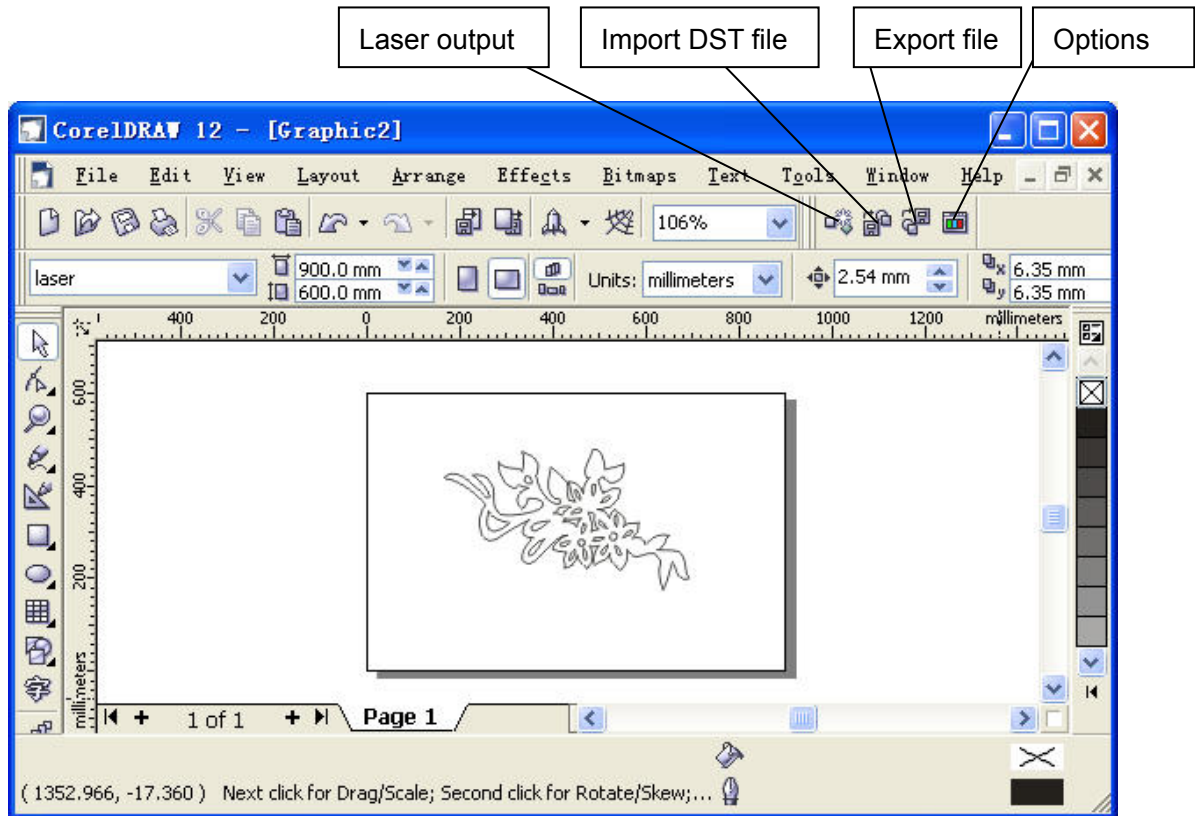 Laser output Import DST file Export file Options
CorelDRAW 12 - [Graphic2]
File Edit View Layout Arrange Effects Bitmaps Text Tools Window Help
106%
laser 900.0 mm 600.0 mm Units: millimeters 2.54 mm x 6.35 mm y 6.35 mm
400 200 0 200 400 600 800 1000 1200 millimeters
600
400
200
millimeters
字
1 of 1 Page 1
( 1352.966, -17.360 ) Next click for Drag/Scale; Second click for Rotate/Skew;...